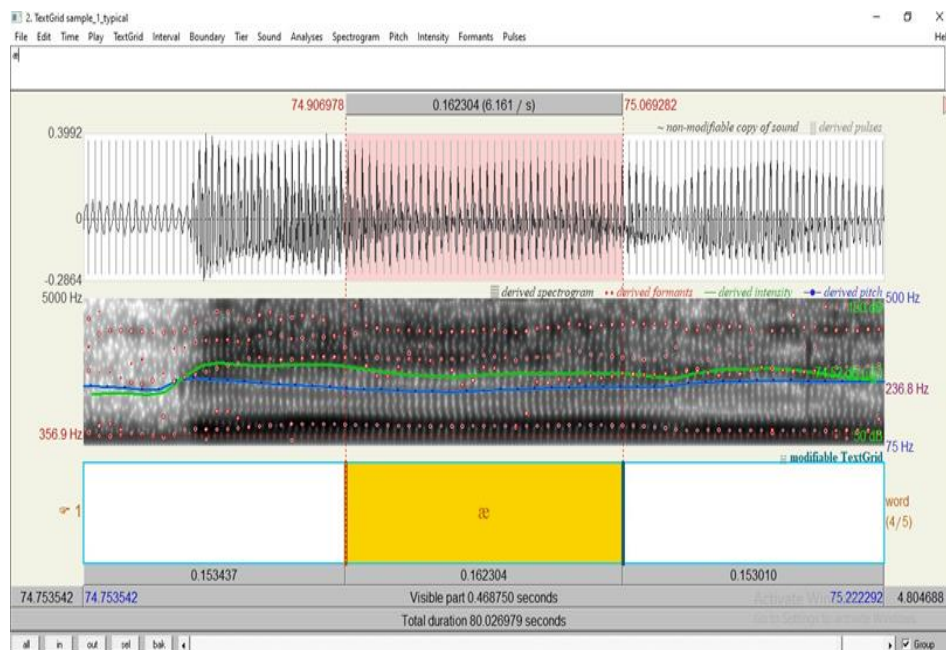 2. TextGrid sample_1_typical
File Edit Time Play TextGrid Interval Boundary Tier Sound Analyses Spectrogram Pitch Intensity Formants Pulses Hel
æ
74.906978 0.162304 (6.161 / s) 75.069282
~ non-modifiable copy of sound derived pulses
0.3992
0
-0.2864
derived spectrogram derived formants derived intensity derived pitch
5000 Hz 500 Hz
236.8 Hz
356.9 Hz 50 dB
75 Hz
modifiable TextGrid
1 æ word
(4/5)
0.153437 0.162304 0.153010
74.753542 74.753542 Visible part 0.468750 seconds 75.222292 4.804688
Total duration 80.026979 seconds
all in out sel bak Group